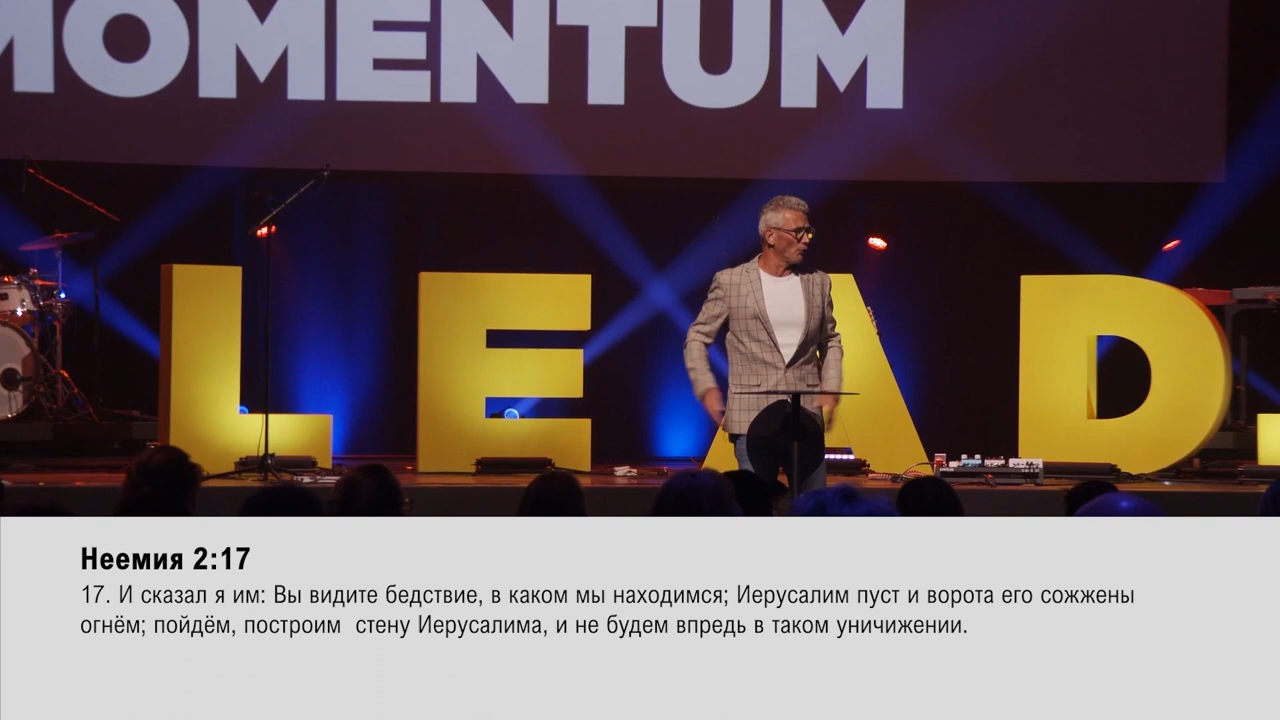 MOMENTUM
LEAD.
Неемия 2:17
17. И сказал я им: Вы видите бедствие, в каком мы находимся; Иерусалим пуст и ворота его сожжены
огнём; пойдём, построим  стену Иерусалима, и не будем впредь в таком уничижении.